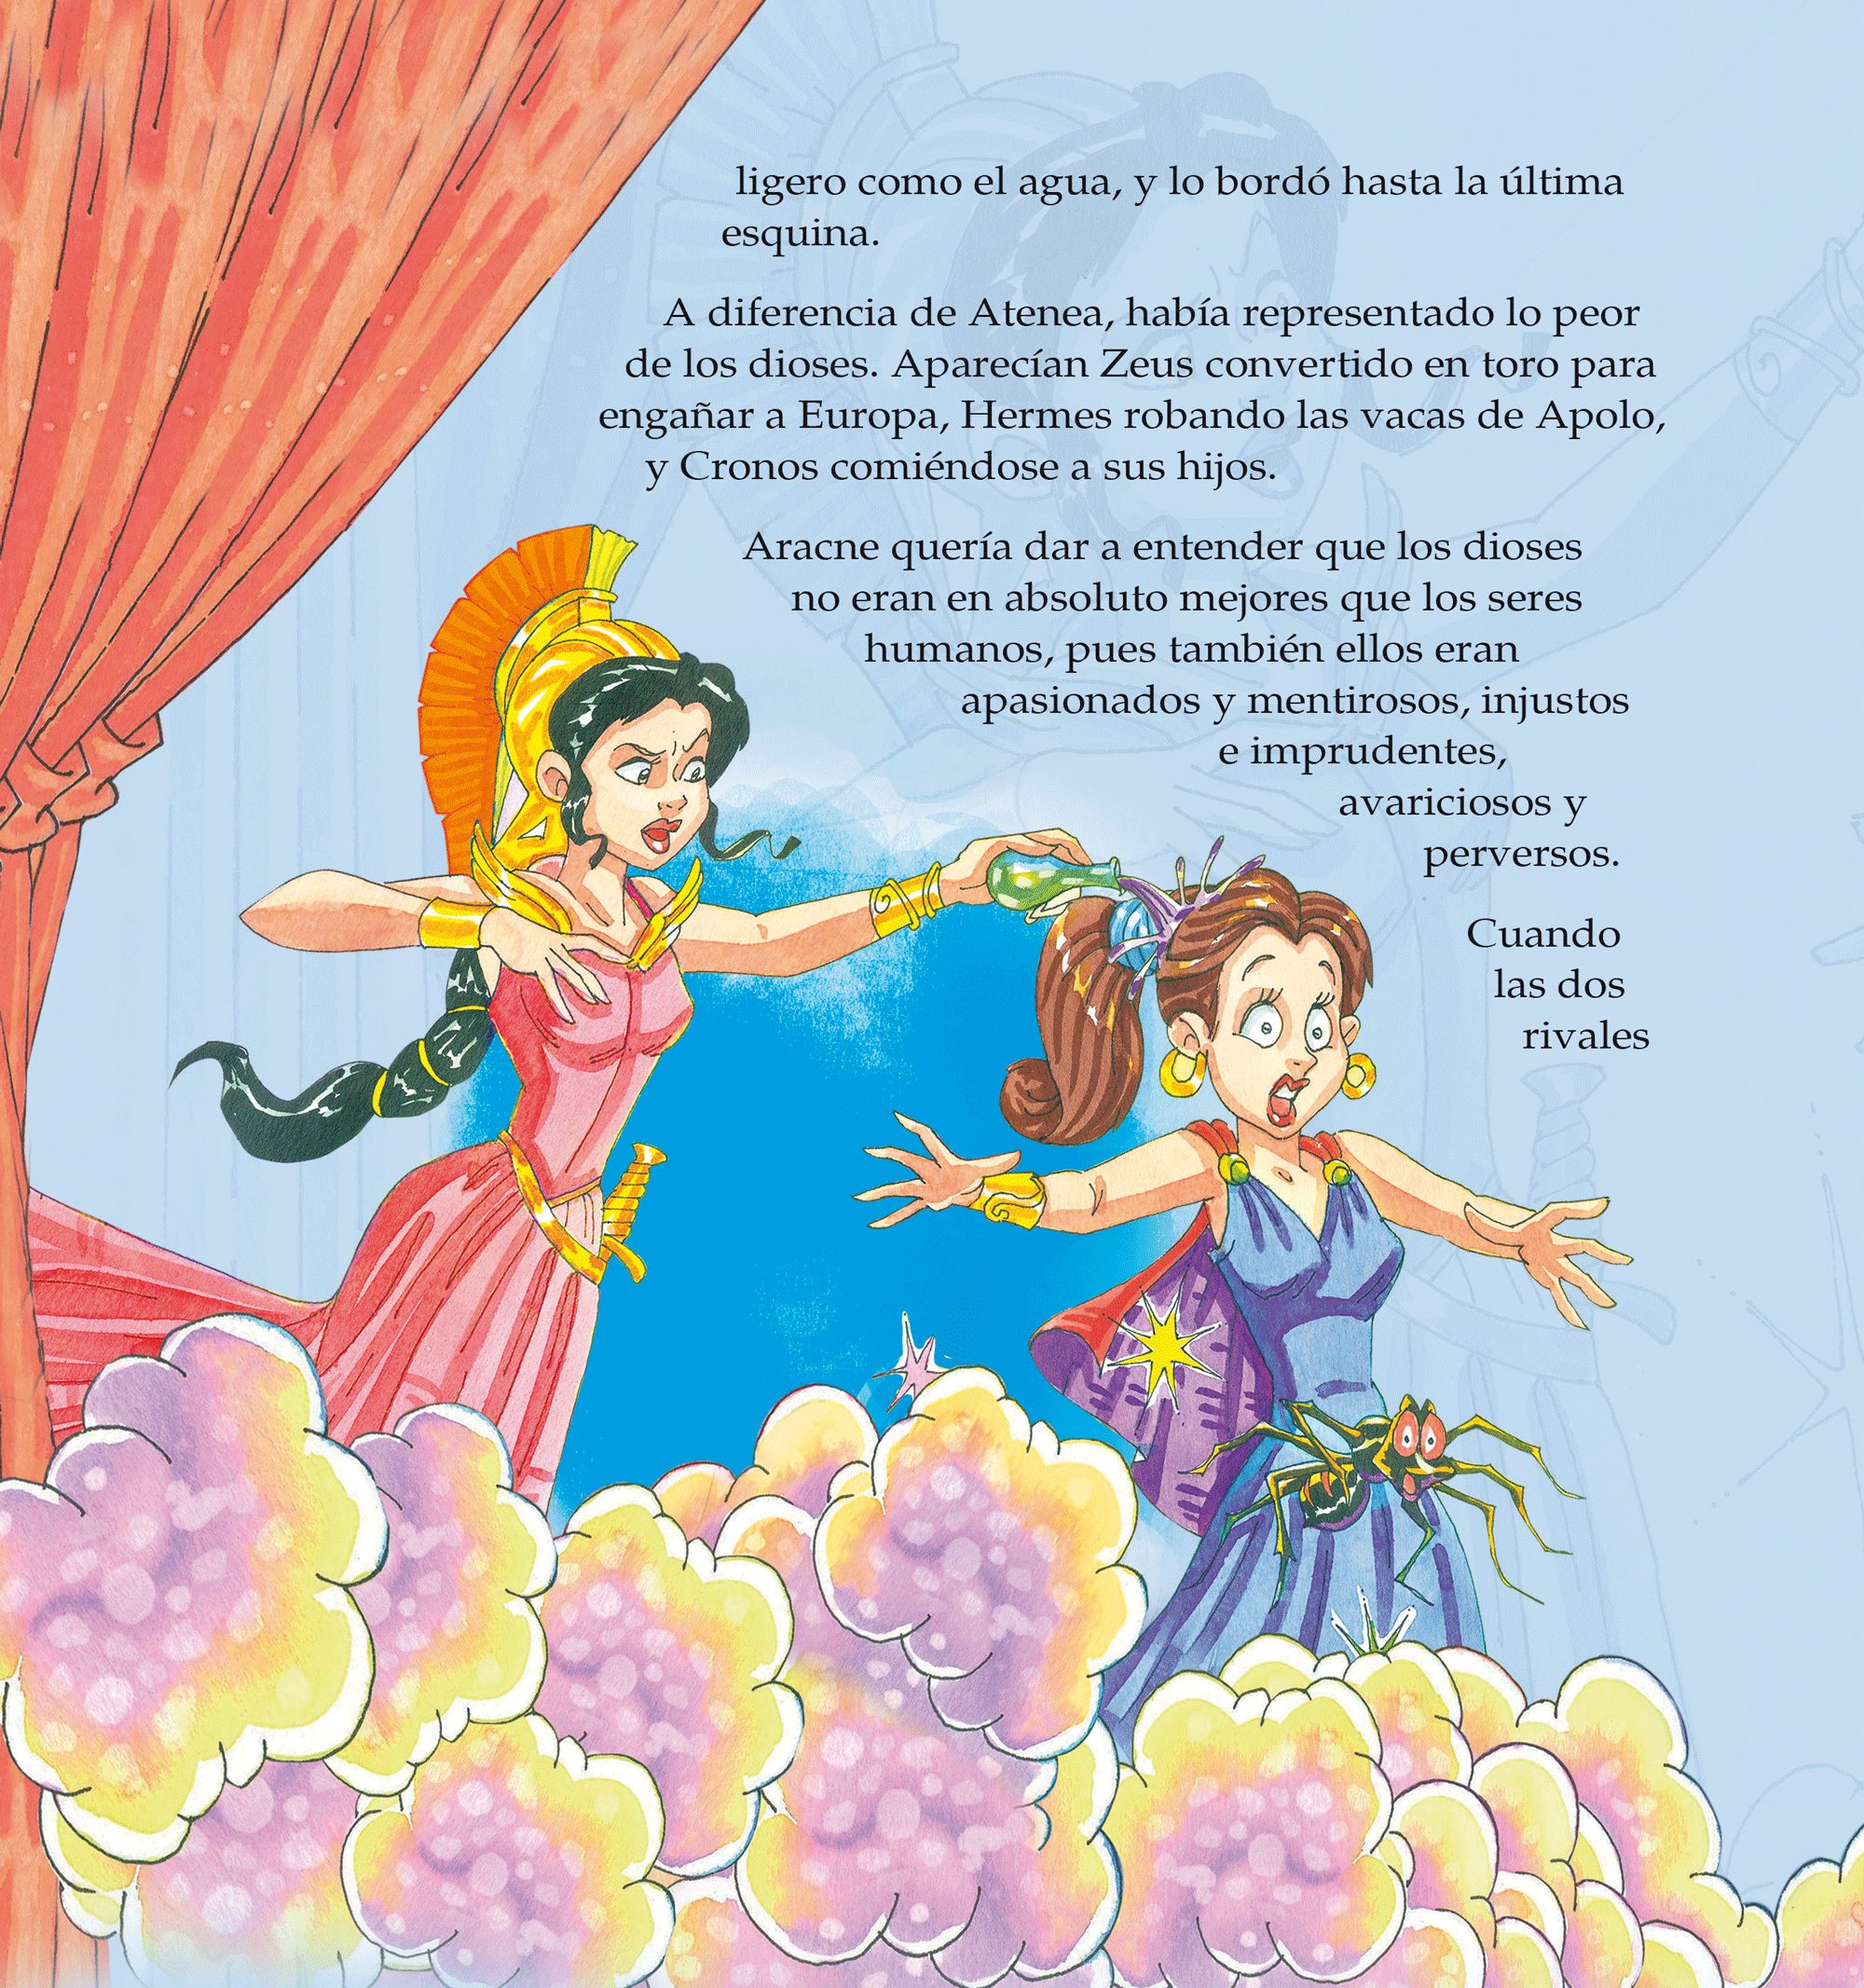 ligero como el agua, y lo bordó hasta la última
esquina.
A diferencia de Atenea, había representado lo peor
de los dioses. Aparecían Zeus convertido en toro para
engañar a Europa, Hermes robando las vacas de Apolo,
y Cronos comiéndose a sus hijos.
Aracne quería dar a entender que los dioses
no eran en absoluto mejores que los seres
humanos, pues también ellos eran
apasionados y mentirosos, injustos
e imprudentes,
avariciosos y
perversos.
Cuando
las dos
rivales